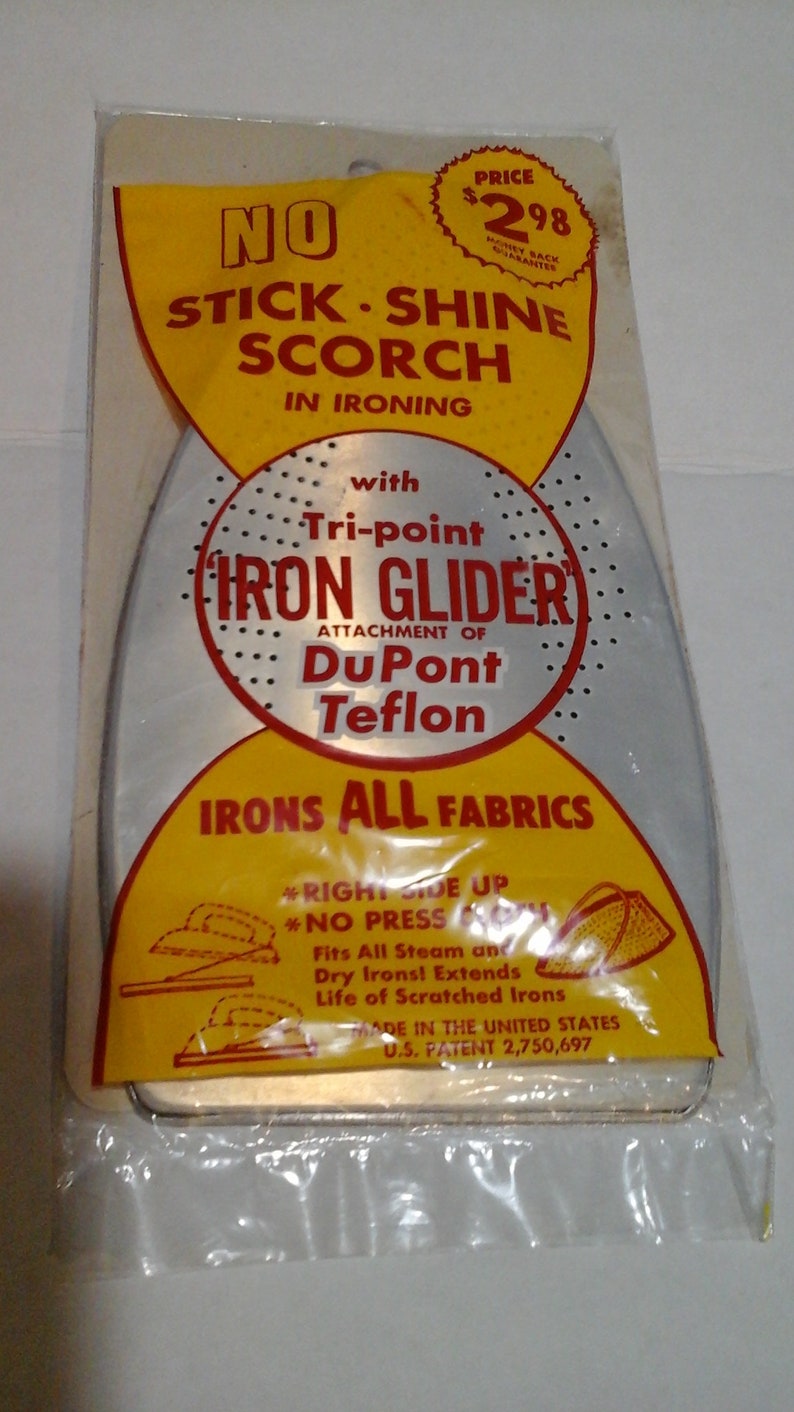 PRICE
$2.98
MONEY BACK
GUARANTEE
NO
STICK · SHINE
SCORCH
IN IRONING
with
Tri-point
'IRON GLIDER'
ATTACHMENT OF
DuPont
Teflon
IRONS ALL FABRICS
*RIGHT SIDE UP
*NO PRESS CLOTH
Fits All Steam and
Dry Irons! Extends
Life of Scratched Irons
MADE IN THE UNITED STATES
U.S. PATENT 2,750,697